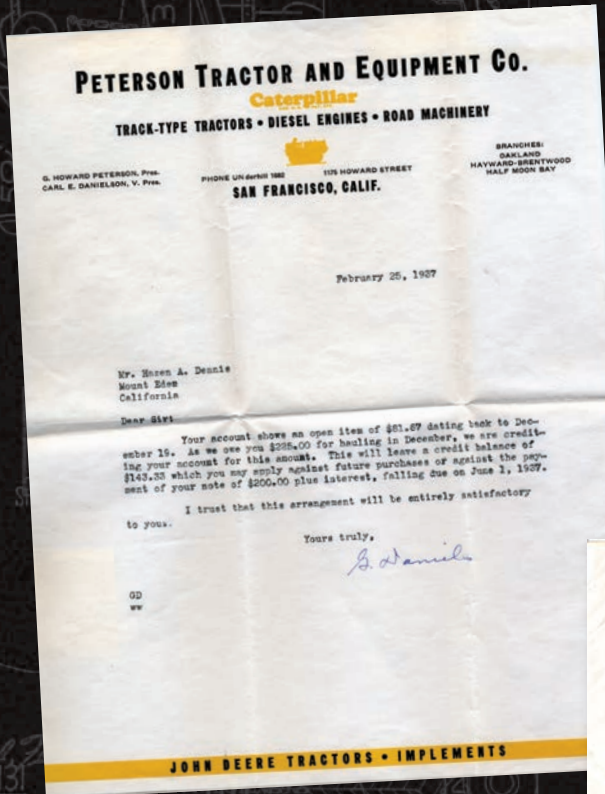 PETERSON TRACTOR AND EQUIPMENT CO.
Caterpillar
TRACK-TYPE TRACTORS • DIESEL ENGINES • ROAD MACHINERY
G. HOWARD PETERSON, Pres.
CARL E. DANIELSON, V. Pres.
PHONE UNderhill 1662 1175 HOWARD STREET
SAN FRANCISCO, CALIF.
BRANCHES:
OAKLAND
HAYWARD-BRENTWOOD
HALF MOON BAY
February 25, 1937
Mr. Hazen A. Dennis
Mount Eden
California
Dear Sir:
Your account shows an open item of $81.67 dating back to Dec-
ember 19. As we owe you $225.00 for hauling in December, we are credit-
ing your account for this amount. This will leave a credit balance of
$143.33 which you may apply against future purchases or against the pay-
ment of your note of $200.00 plus interest, falling due on June 1, 1937.
I trust that this arrangement will be entirely satisfactory
to you.
Yours truly,
G. Daniels
GD
ww
JOHN DEERE TRACTORS • IMPLEMENTS